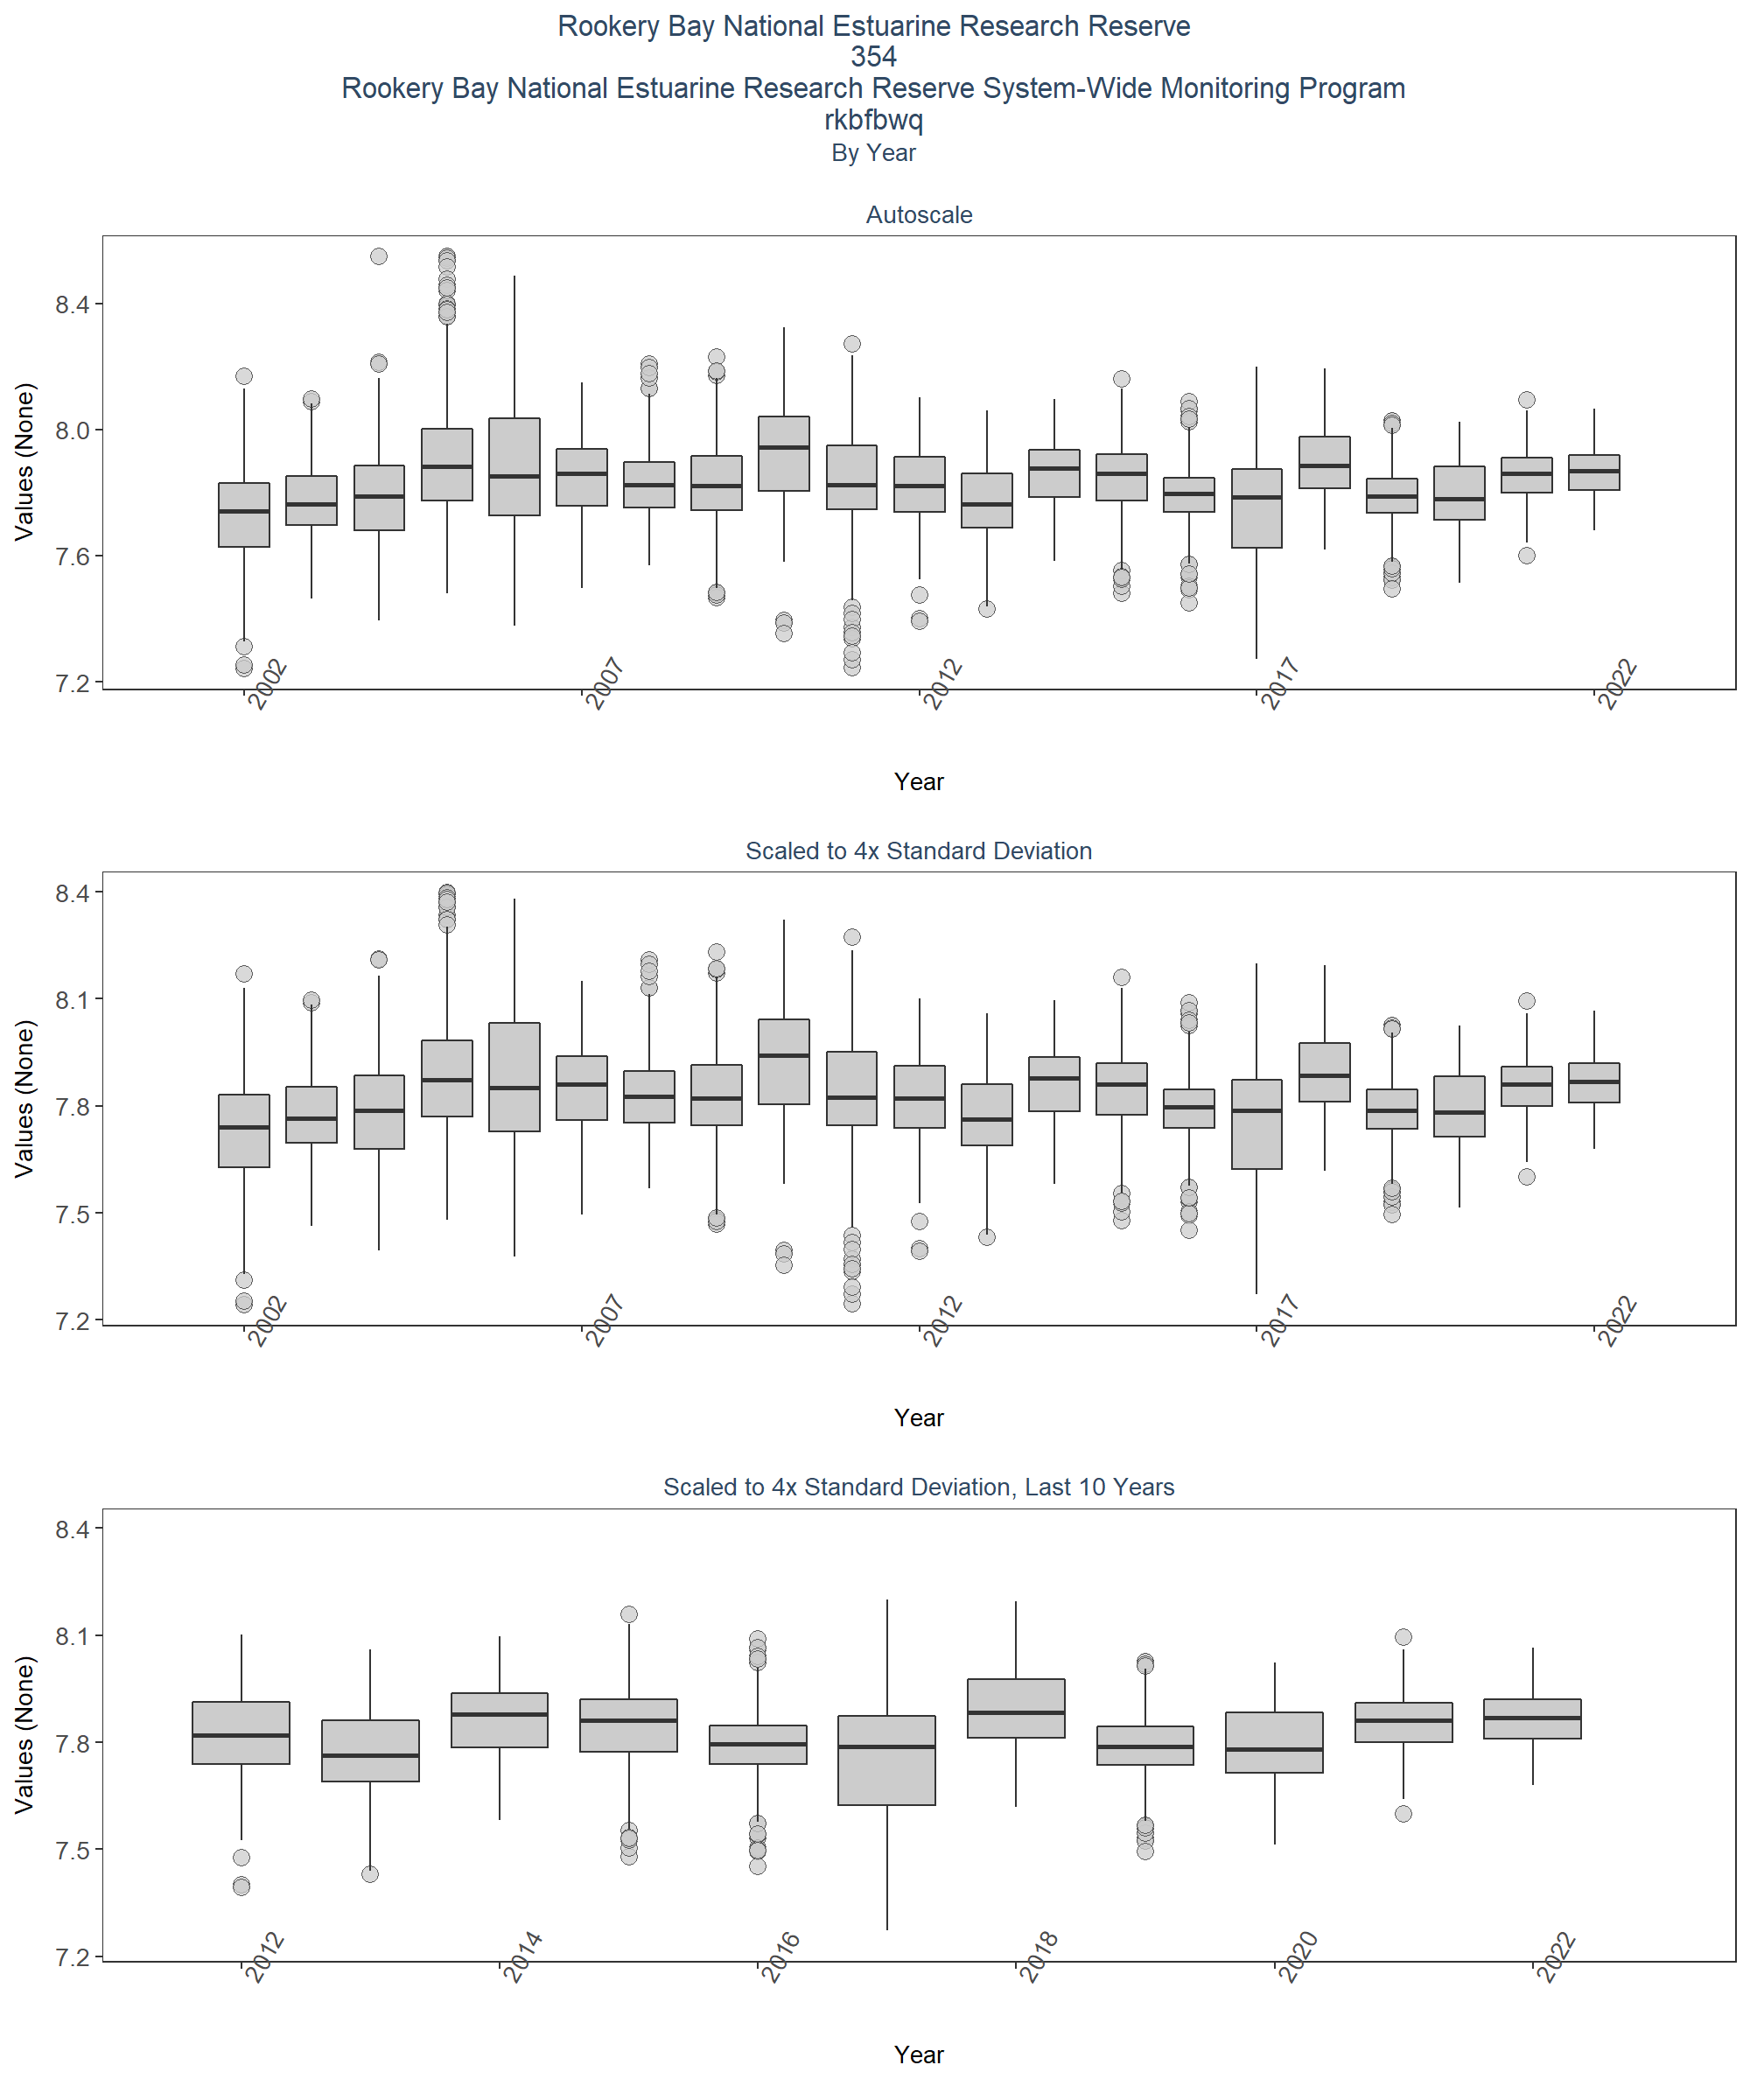 Rookery Bay National Estuarine Research Reserve
354
Rookery Bay National Estuarine Research Reserve System-Wide Monitoring Program
rkbfbwq
By Year
Autoscale
Values (None)
8.4
8.0
7.6
7.2
2002
2007
2012
2017
2022
Year
Scaled to 4x Standard Deviation
Values (None)
8.4
8.1
7.8
7.5
7.2
2002
2007
2012
2017
2022
Year
Scaled to 4x Standard Deviation, Last 10 Years
Values (None)
8.4
8.1
7.8
7.5
7.2
2012
2014
2016
2018
2020
2022
Year